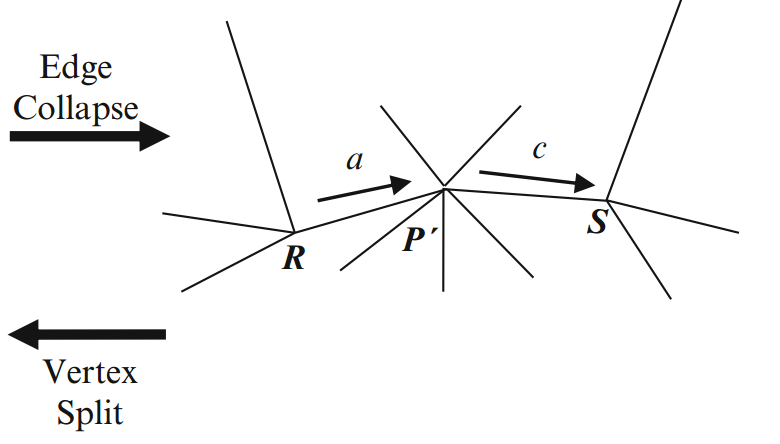 Edge
Collapse
a
c
R
P′
S
Vertex
Split